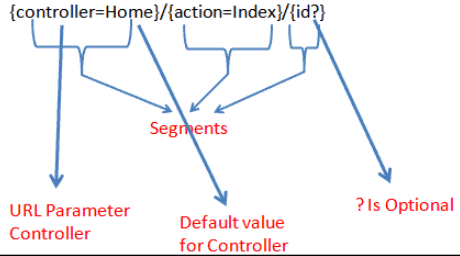 {controller=Home}/{action=Index}/{id?}
Segments
URL Parameter
Controller
Default value
for Controller
? Is Optional